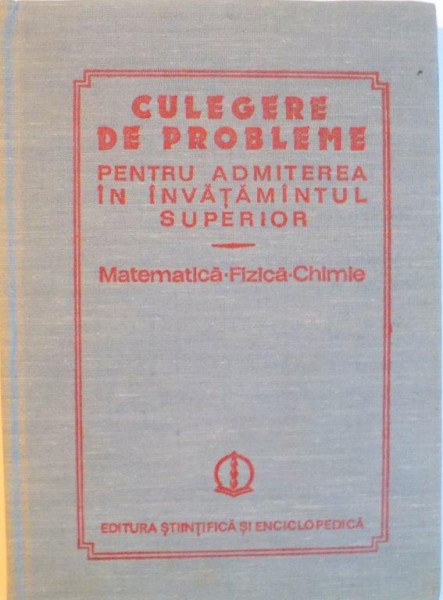 CULEGERE
DE PROBLEME
PENTRU ADMITEREA
ÎN ÎNVĂȚĂMÎNTUL
SUPERIOR
Matematică·Fizică·Chimie
EDITURA ȘTIINȚIFICĂ ȘI ENCICLOPEDICĂ